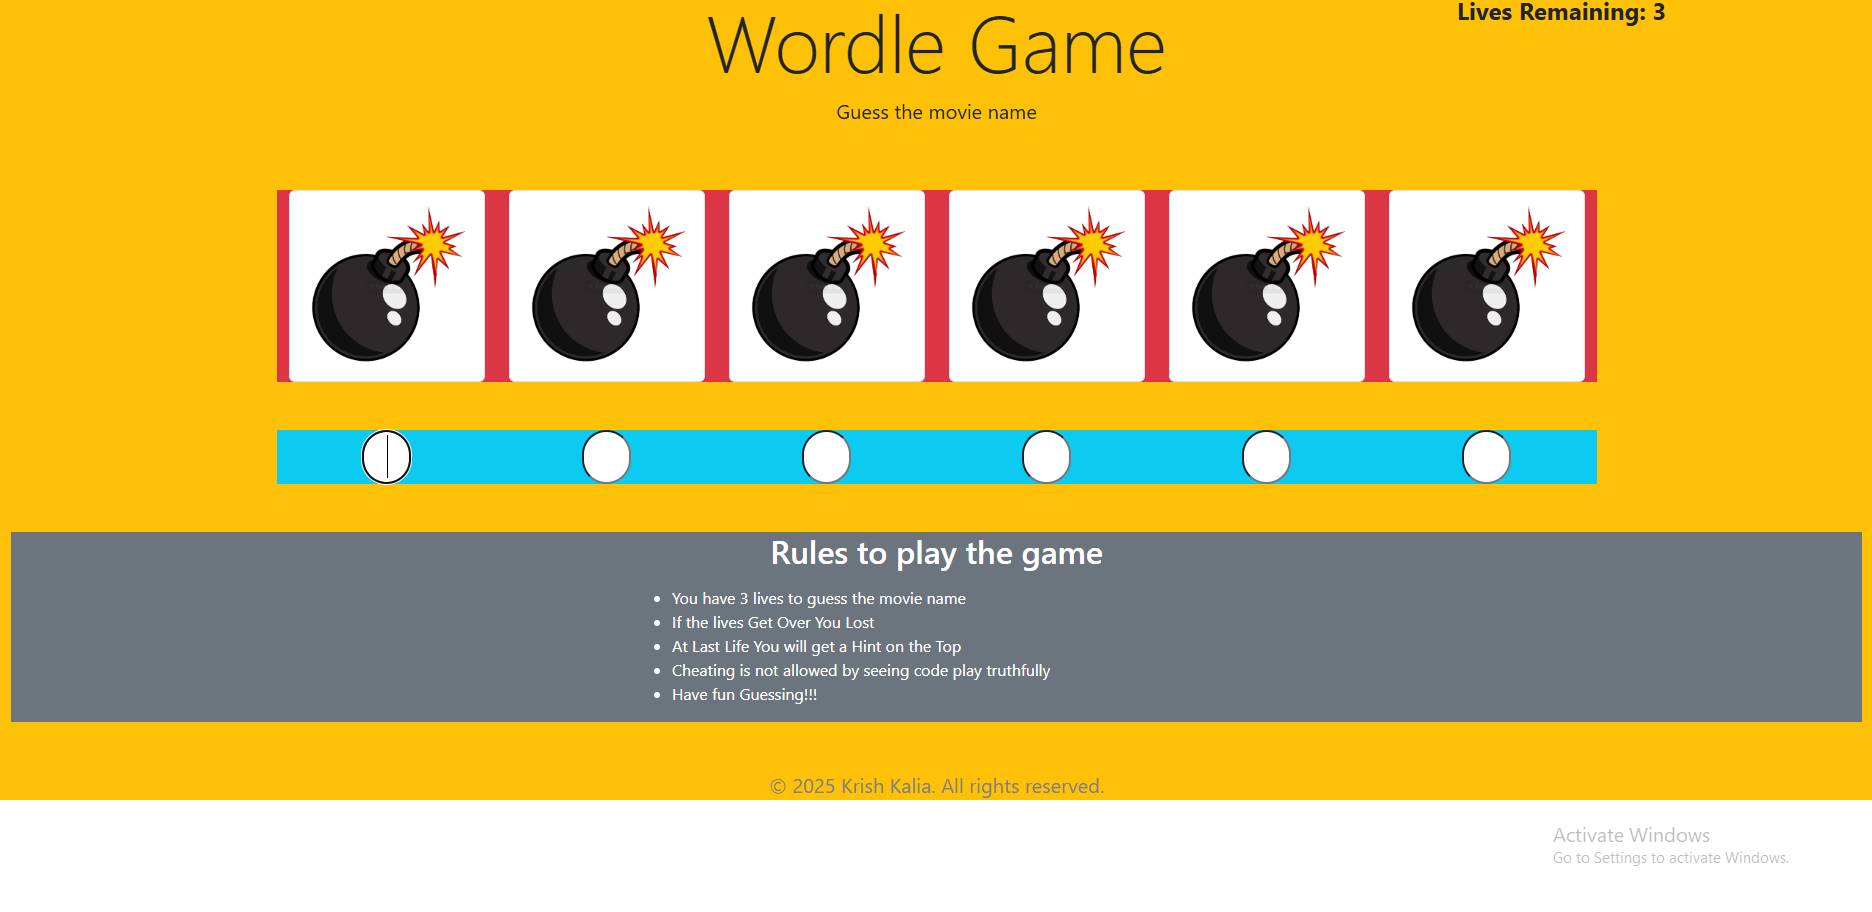 Lives Remaining: 3
Wordle Game
Guess the movie name
Rules to play the game
You have 3 lives to guess the movie name
If the lives Get Over You Lost
At Last Life You will get a Hint on the Top
Cheating is not allowed by seeing code play truthfully
Have fun Guessing!!!
© 2025 Krish Kalia. All rights reserved.
Activate Windows
Go to Settings to activate Windows.